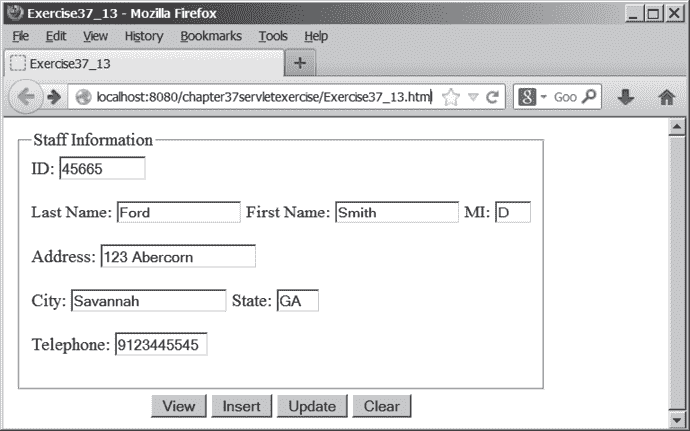 Exercise37_13 - Mozilla Firefox
File Edit View History Bookmarks Tools Help
Exercise37_13 +
localhost:8080/chapter37servletexercise/Exercise37_13.html 8 Goo
Staff Information
ID: 45665
Last Name: Ford First Name: Smith MI: D
Address: 123 Abercorn
City: Savannah State: GA
Telephone: 9123445545
View Insert Update Clear